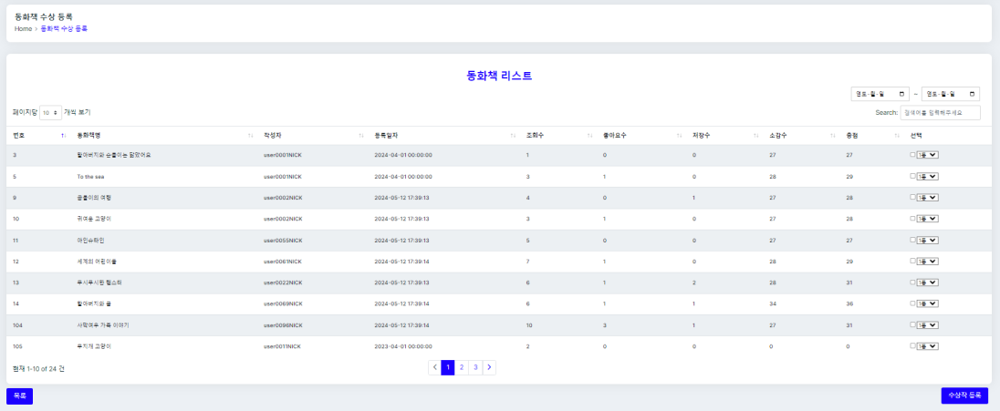 동화책 수상 등록
Home > 동화책 수상 등록
동화책 리스트
연도-월-일 ~ 연도-월-일
페이지당 10 개씩 보기 Search: 검색어를 입력해주세요
번호 동화책명 작성자 등록일자 조회수 좋아요수 저장수 소감수 총점 선택
3 할아버지와 손톨이는 닮았어요 user0001NICK 2024-04-01 00:00:00 1 0 0 27 27 1등
5 To the sea user0001NICK 2024-04-01 00:00:00 3 1 0 28 29 1등
9 콩콩이의 여행 user0002NICK 2024-05-12 17:39:13 4 0 1 27 28 1등
10 귀여운 고양이 user0002NICK 2024-05-12 17:39:13 3 1 0 27 28 1등
11 아인슈타인 user0055NICK 2024-05-12 17:39:13 5 0 0 27 27 1등
12 세계의 어린이들 user0061NICK 2024-05-12 17:39:14 7 1 0 28 29 1등
13 무시무시한 햄스터 user0022NICK 2024-05-12 17:39:13 6 1 2 28 31 1등
14 할아버지와 user0069NICK 2024-05-12 17:39:14 6 1 1 34 36 1등
104 사막여우 가족 이야기 user0096NICK 2024-05-12 17:39:14 10 3 1 27 31 1등
105 무지개 고양이 user0011NICK 2023-04-01 00:00:00 2 0 0 0 0 1등
현재 1-10 of 24 건 < 1 2 3 >
목록 수상작 등록